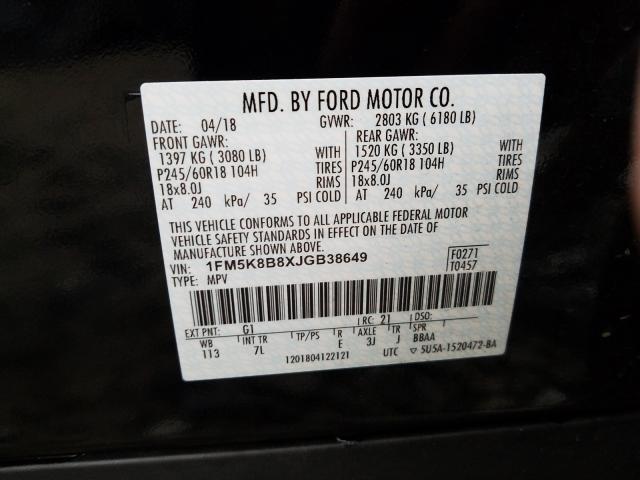 MFD. BY FORD MOTOR CO.
DATE: 04/18 GVWR: 2803 KG ( 6180 LB)
FRONT GAWR: REAR GAWR:
1397 KG ( 3080 LB) WITH 1520 KG ( 3350 LB) WITH
P245/60R18 104H TIRES P245/60R18 104H TIRES
18x8.0J RIMS 18x8.0J RIMS
AT 240 kPa/ 35 PSI COLD AT 240 kPa/ 35 PSI COLD
THIS VEHICLE CONFORMS TO ALL APPLICABLE FEDERAL MOTOR
VEHICLE SAFETY STANDARDS IN EFFECT ON THE DATE OF
MANUFACTURE SHOWN ABOVE.
VIN: 1FM5K8B8XJGB38649 F0271
TYPE: MPV T0457
EXT PNT: G1 RC: 21 DSO:
WB INT TR TP/PS R AXLE TR SPR
113 7L E 3J J BBAA
1201804122121 UTC ▽ 5U5A-1520472-BA